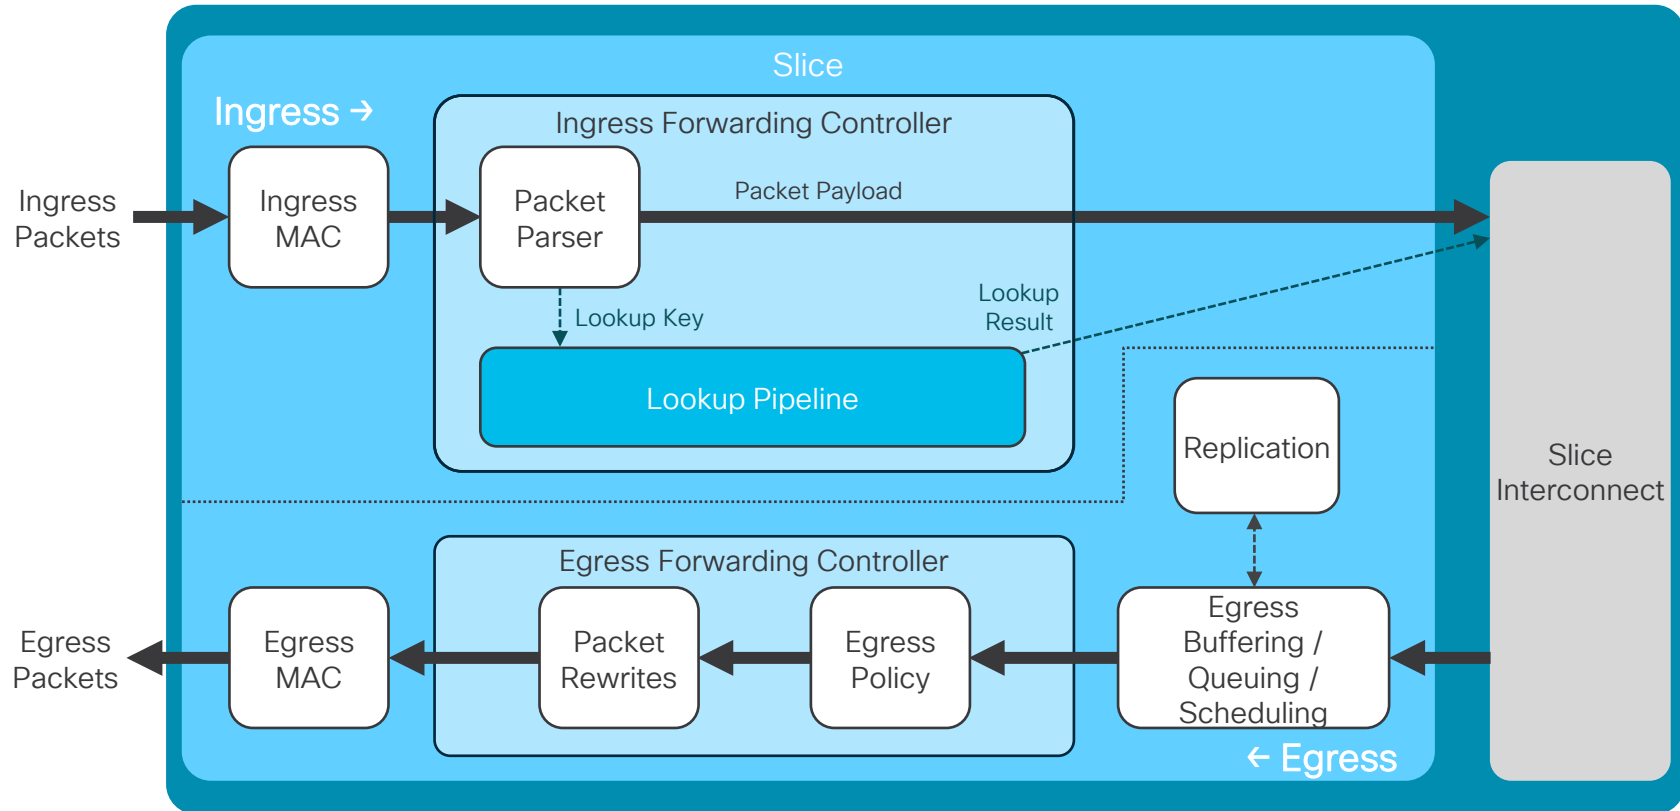 Slice
Ingress →
Ingress Forwarding Controller
Ingress
Packets
Ingress
MAC
Packet
Parser
Packet Payload
Lookup Key
Lookup
Result
Lookup Pipeline
Replication
Slice
Interconnect
Egress Forwarding Controller
Egress
Packets
Egress
MAC
Packet
Rewrites
Egress
Policy
Egress
Buffering /
Queuing /
Scheduling
← Egress